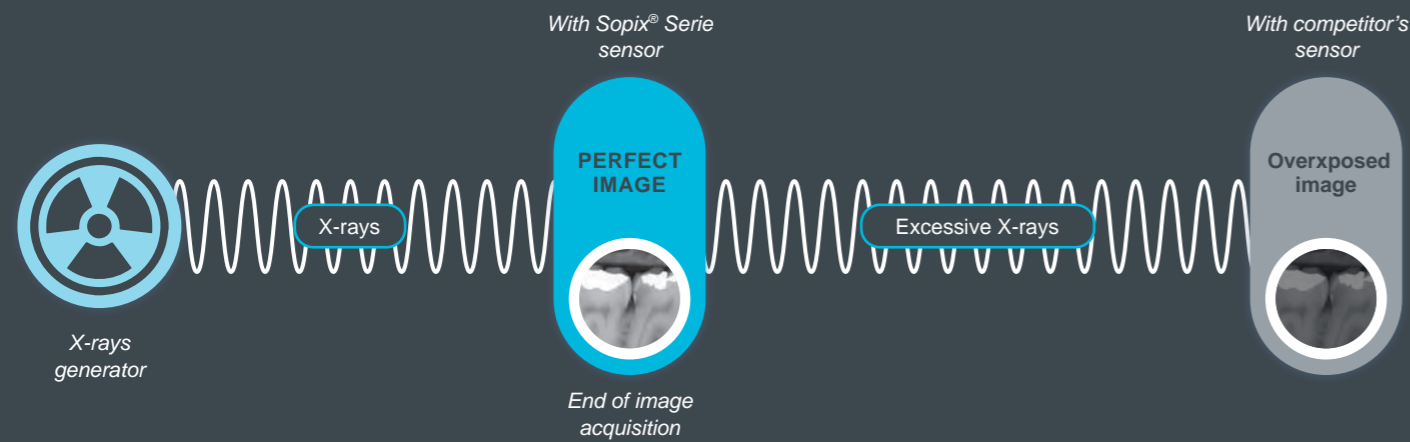 With Sopix® Serie
sensor
With competitor's
sensor
PERFECT
IMAGE
Overxposed
image
X-rays
Excessive X-rays
X-rays
generator
End of image
acquisition